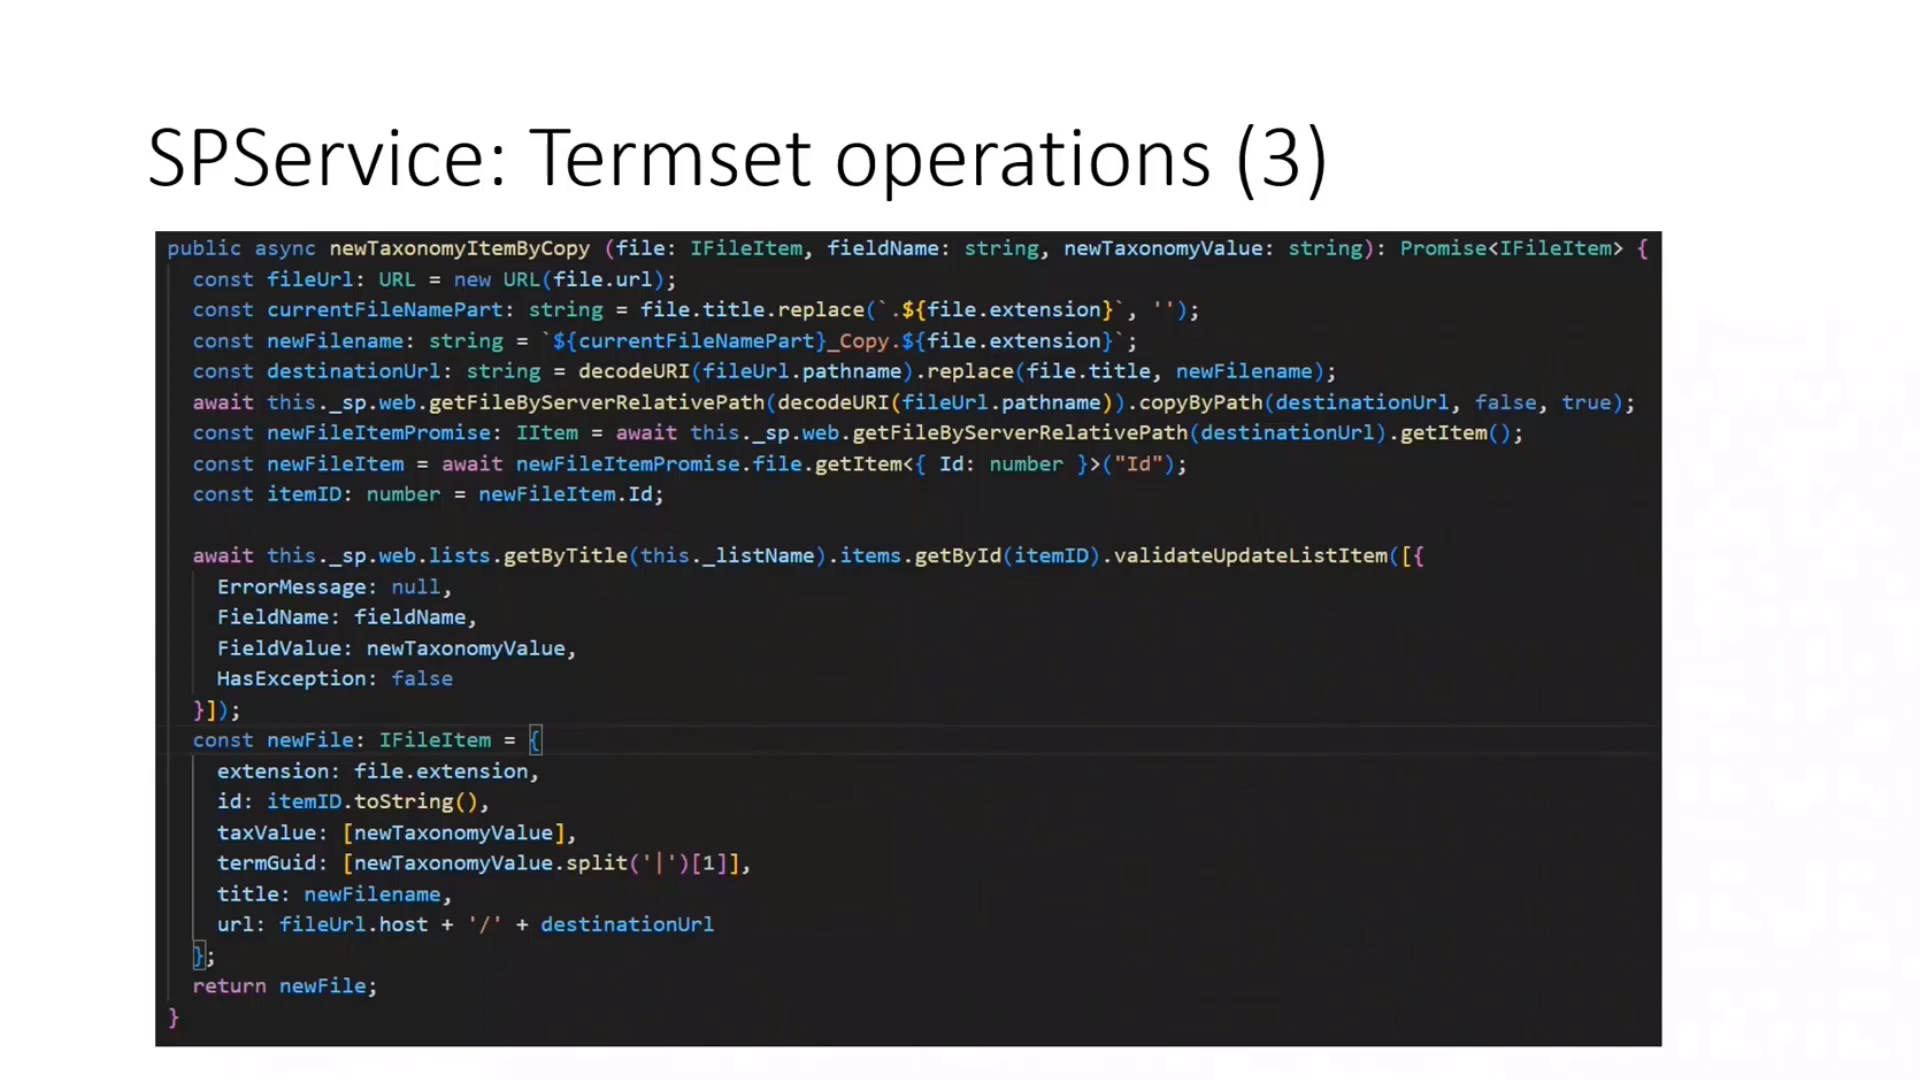 SPService: Termset operations (3)
public async newTaxonomyItemByCopy (file: IFileItem, fieldName: string, newTaxonomyValue: string): Promise<IFileItem> {
const fileUrl: URL = new URL(file.url);
const currentFileNamePart: string = file.title.replace(`.${file.extension}`, '');
const newFilename: string = `${currentFileNamePart}_Copy.${file.extension}`;
const destinationUrl: string = decodeURI(fileUrl.pathname).replace(file.title, newFilename);
await this._sp.web.getFileByServerRelativePath(decodeURI(fileUrl.pathname)).copyByPath(destinationUrl, false, true);
const newFileItemPromise: IItem = await this._sp.web.getFileByServerRelativePath(destinationUrl).getItem();
const newFileItem = await newFileItemPromise.file.getItem<{ Id: number }>("Id");
const itemID: number = newFileItem.Id;
await this._sp.web.lists.getByTitle(this._listName).items.getById(itemID).validateUpdateListItem([{
ErrorMessage: null,
FieldName: fieldName,
FieldValue: newTaxonomyValue,
HasException: false
}]);
const newFile: IFileItem = {
extension: file.extension,
id: itemID.toString(),
taxValue: [newTaxonomyValue],
termGuid: [newTaxonomyValue.split('|')[1]],
title: newFilename,
url: fileUrl.host + '/' + destinationUrl
};
return newFile;
}